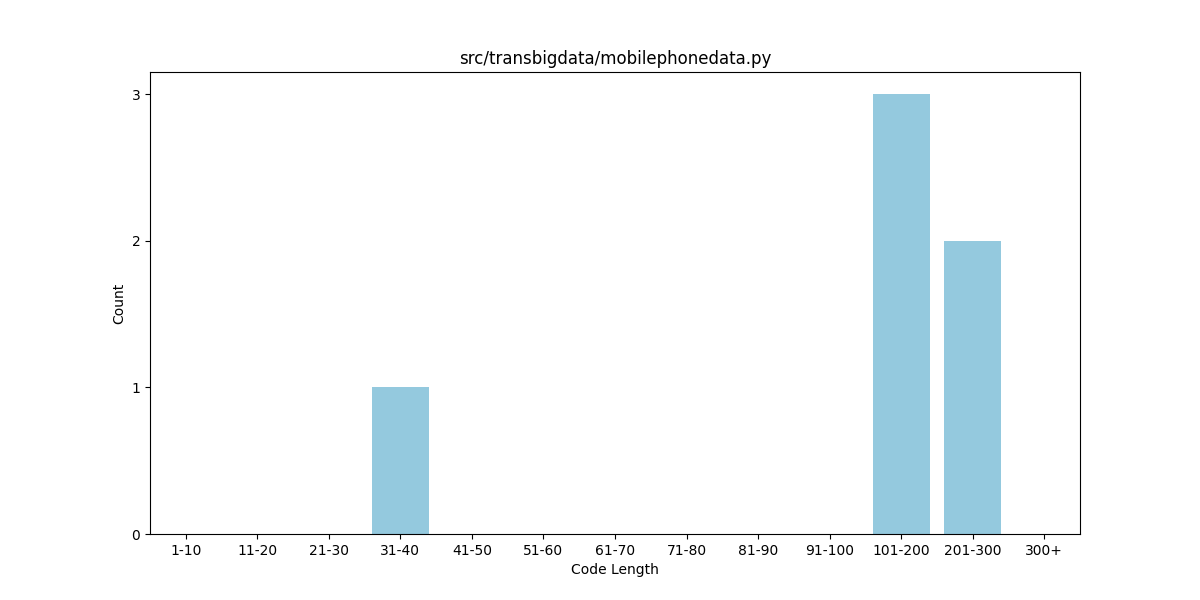 src/transbigdata/mobilephonedata.py
3
2
1
0
Count
1-10 11-20 21-30 31-40 41-50 51-60 61-70 71-80 81-90 91-100 101-200 201-300 300+
Code Length